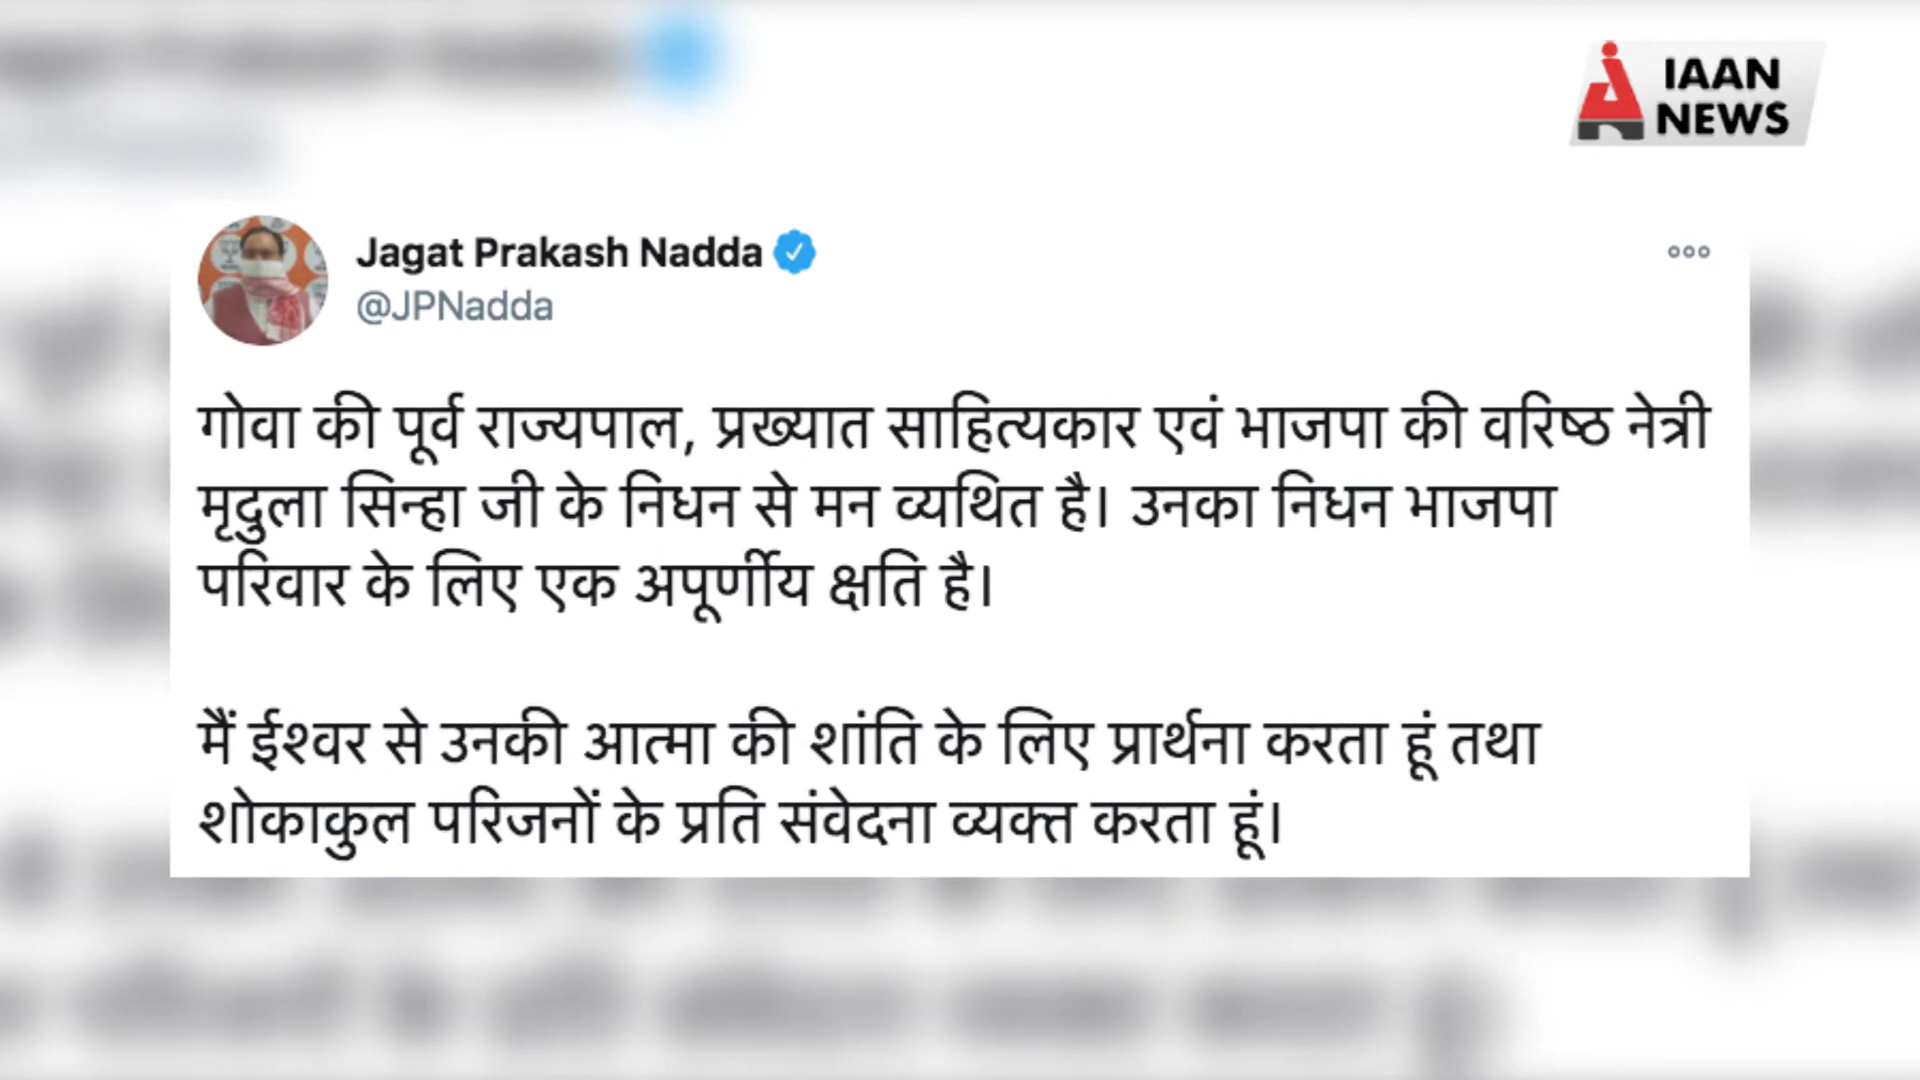 IAAN
NEWS
Jagat Prakash Nadda
@JPNadda
गोवा की पूर्व राज्यपाल, प्रख्यात साहित्यकार एवं भाजपा की वरिष्ठ नेत्री
मृदुला सिन्हा जी के निधन से मन व्यथित है। उनका निधन भाजपा
परिवार के लिए एक अपूर्णीय क्षति है।
मैं ईश्वर से उनकी आत्मा की शांति के लिए प्रार्थना करता हूं तथा
शोकाकुल परिजनों के प्रति संवेदना व्यक्त करता हूं।